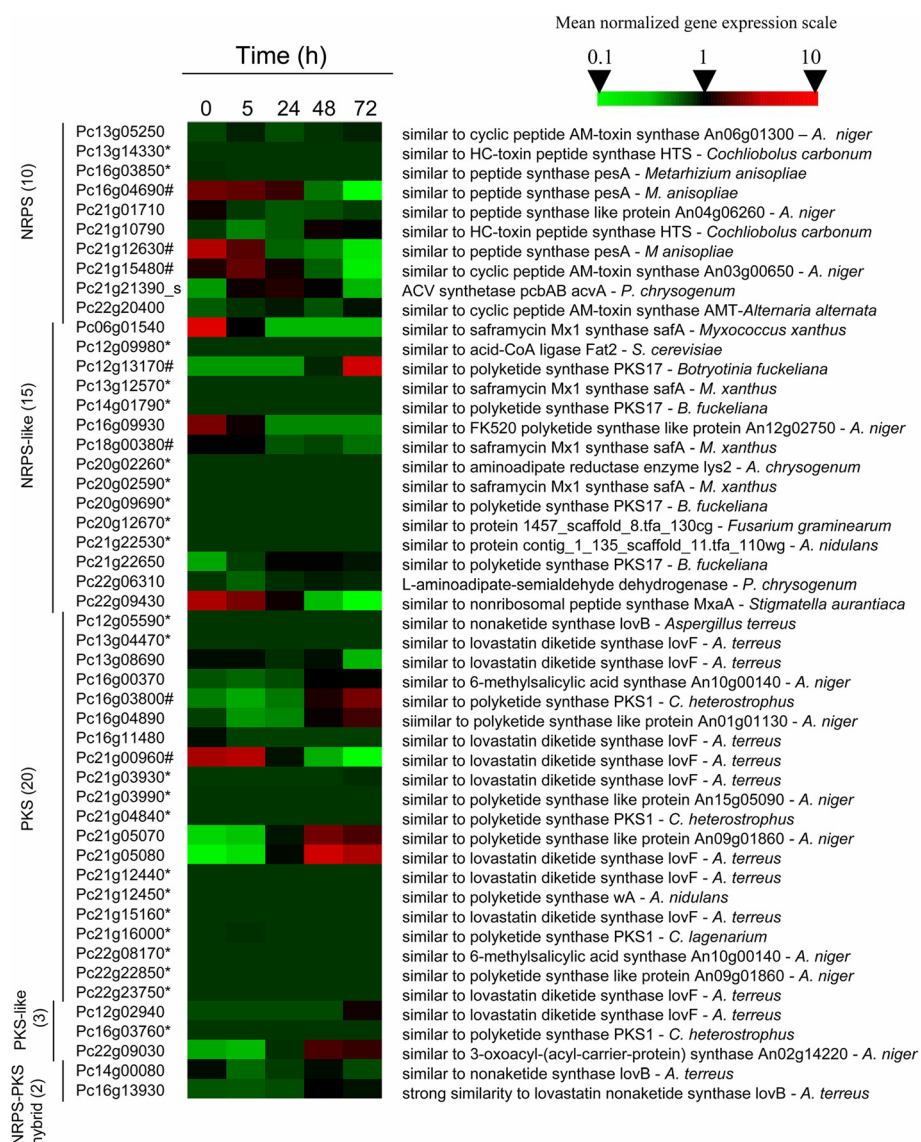 Mean normalized gene expression scale
0.1 1 10
Time (h)
0 5 24 48 72
NRPS (10)
Pc13g05250 similar to cyclic peptide AM-toxin synthase An06g01300 – A. niger
Pc13g14330* similar to HC-toxin peptide synthase HTS - Cochliobolus carbonum
Pc16g03850* similar to peptide synthase pesA - Metarhizium anisopliae
Pc16g04690# similar to peptide synthase pesA - M. anisopliae
Pc21g01710 similar to peptide synthase like protein An04g06260 - A. niger
Pc21g10790 similar to HC-toxin peptide synthase HTS - Cochliobolus carbonum
Pc21g12630# similar to peptide synthase pesA - M anisopliae
Pc21g15480# similar to cyclic peptide AM-toxin synthase An03g00650 - A. niger
Pc21g21390_s ACV synthetase pcbAB acvA - P. chrysogenum
Pc22g20400 similar to cyclic peptide AM-toxin synthase AMT-Alternaria alternata
NRPS-like (15)
Pc06g01540 similar to saframycin Mx1 synthase safA - Myxococcus xanthus
Pc12g09980* similar to acid-CoA ligase Fat2 - S. cerevisiae
Pc12g13170# similar to polyketide synthase PKS17 - Botryotinia fuckeliana
Pc13g12570* similar to saframycin Mx1 synthase safA - M. xanthus
Pc14g01790* similar to polyketide synthase PKS17 - B. fuckeliana
Pc16g09930 similar to FK520 polyketide synthase like protein An12g02750 - A. niger
Pc18g00380# similar to saframycin Mx1 synthase safA - M. xanthus
Pc20g02260* similar to aminoadipate reductase enzyme lys2 - A. chrysogenum
Pc20g02590* similar to saframycin Mx1 synthase safA - M. xanthus
Pc20g09690* similar to polyketide synthase PKS17 - B. fuckeliana
Pc20g12670* similar to protein 1457_scaffold_8.tfa_130cg - Fusarium graminearum
Pc21g22530* similar to protein contig_1_135_scaffold_11.tfa_110wg - A. nidulans
Pc21g22650 similar to polyketide synthase PKS17 - B. fuckeliana
Pc22g06310 L-aminoadipate-semialdehyde dehydrogenase - P. chrysogenum
Pc22g09430 similar to nonribosomal peptide synthase MxaA - Stigmatella aurantiaca
PKS (20)
Pc12g05590* similar to nonaketide synthase lovB - Aspergillus terreus
Pc13g04470* similar to lovastatin diketide synthase lovF - A. terreus
Pc13g08690 similar to lovastatin diketide synthase lovF - A. terreus
Pc16g00370 similar to 6-methylsalicylic acid synthase An10g00140 - A. niger
Pc16g03800# similar to polyketide synthase PKS1 - C. heterostrophus
Pc16g04890 siimilar to polyketide synthase like protein An01g01130 - A. niger
Pc16g11480 similar to lovastatin diketide synthase lovF - A. terreus
Pc21g00960# similar to lovastatin diketide synthase lovF - A. terreus
Pc21g03930* similar to lovastatin diketide synthase lovF - A. terreus
Pc21g03990* similar to polyketide synthase like protein An15g05090 - A. niger
Pc21g04840* similar to polyketide synthase PKS1 - C. heterostrophus
Pc21g05070 similar to polyketide synthase like protein An09g01860 - A. niger
Pc21g05080 similar to lovastatin diketide synthase lovF - A. terreus
Pc21g12440* similar to lovastatin diketide synthase lovF - A. terreus
Pc21g12450* similar to polyketide synthase wA - A. nidulans
Pc21g15160* similar to lovastatin diketide synthase lovF - A. terreus
Pc21g16000* similar to polyketide synthase PKS1 - C. lagenarium
Pc22g08170* similar to 6-methylsalicylic acid synthase An10g00140 - A. niger
Pc22g22850* similar to polyketide synthase like protein An09g01860 - A. niger
Pc22g23750* similar to lovastatin diketide synthase lovF - A. terreus
PKS-like
(3)
Pc12g02940 similar to lovastatin diketide synthase lovF - A. terreus
Pc16g03760* similar to polyketide synthase PKS1 - C. heterostrophus
Pc22g09030 similar to 3-oxoacyl-(acyl-carrier-protein) synthase An02g14220 - A. niger
NRPS-PKS
hybrid (2)
Pc14g00080 similar to nonaketide synthase lovB - A. terreus
Pc16g13930 strong similarity to lovastatin nonaketide synthase lovB - A. terreus